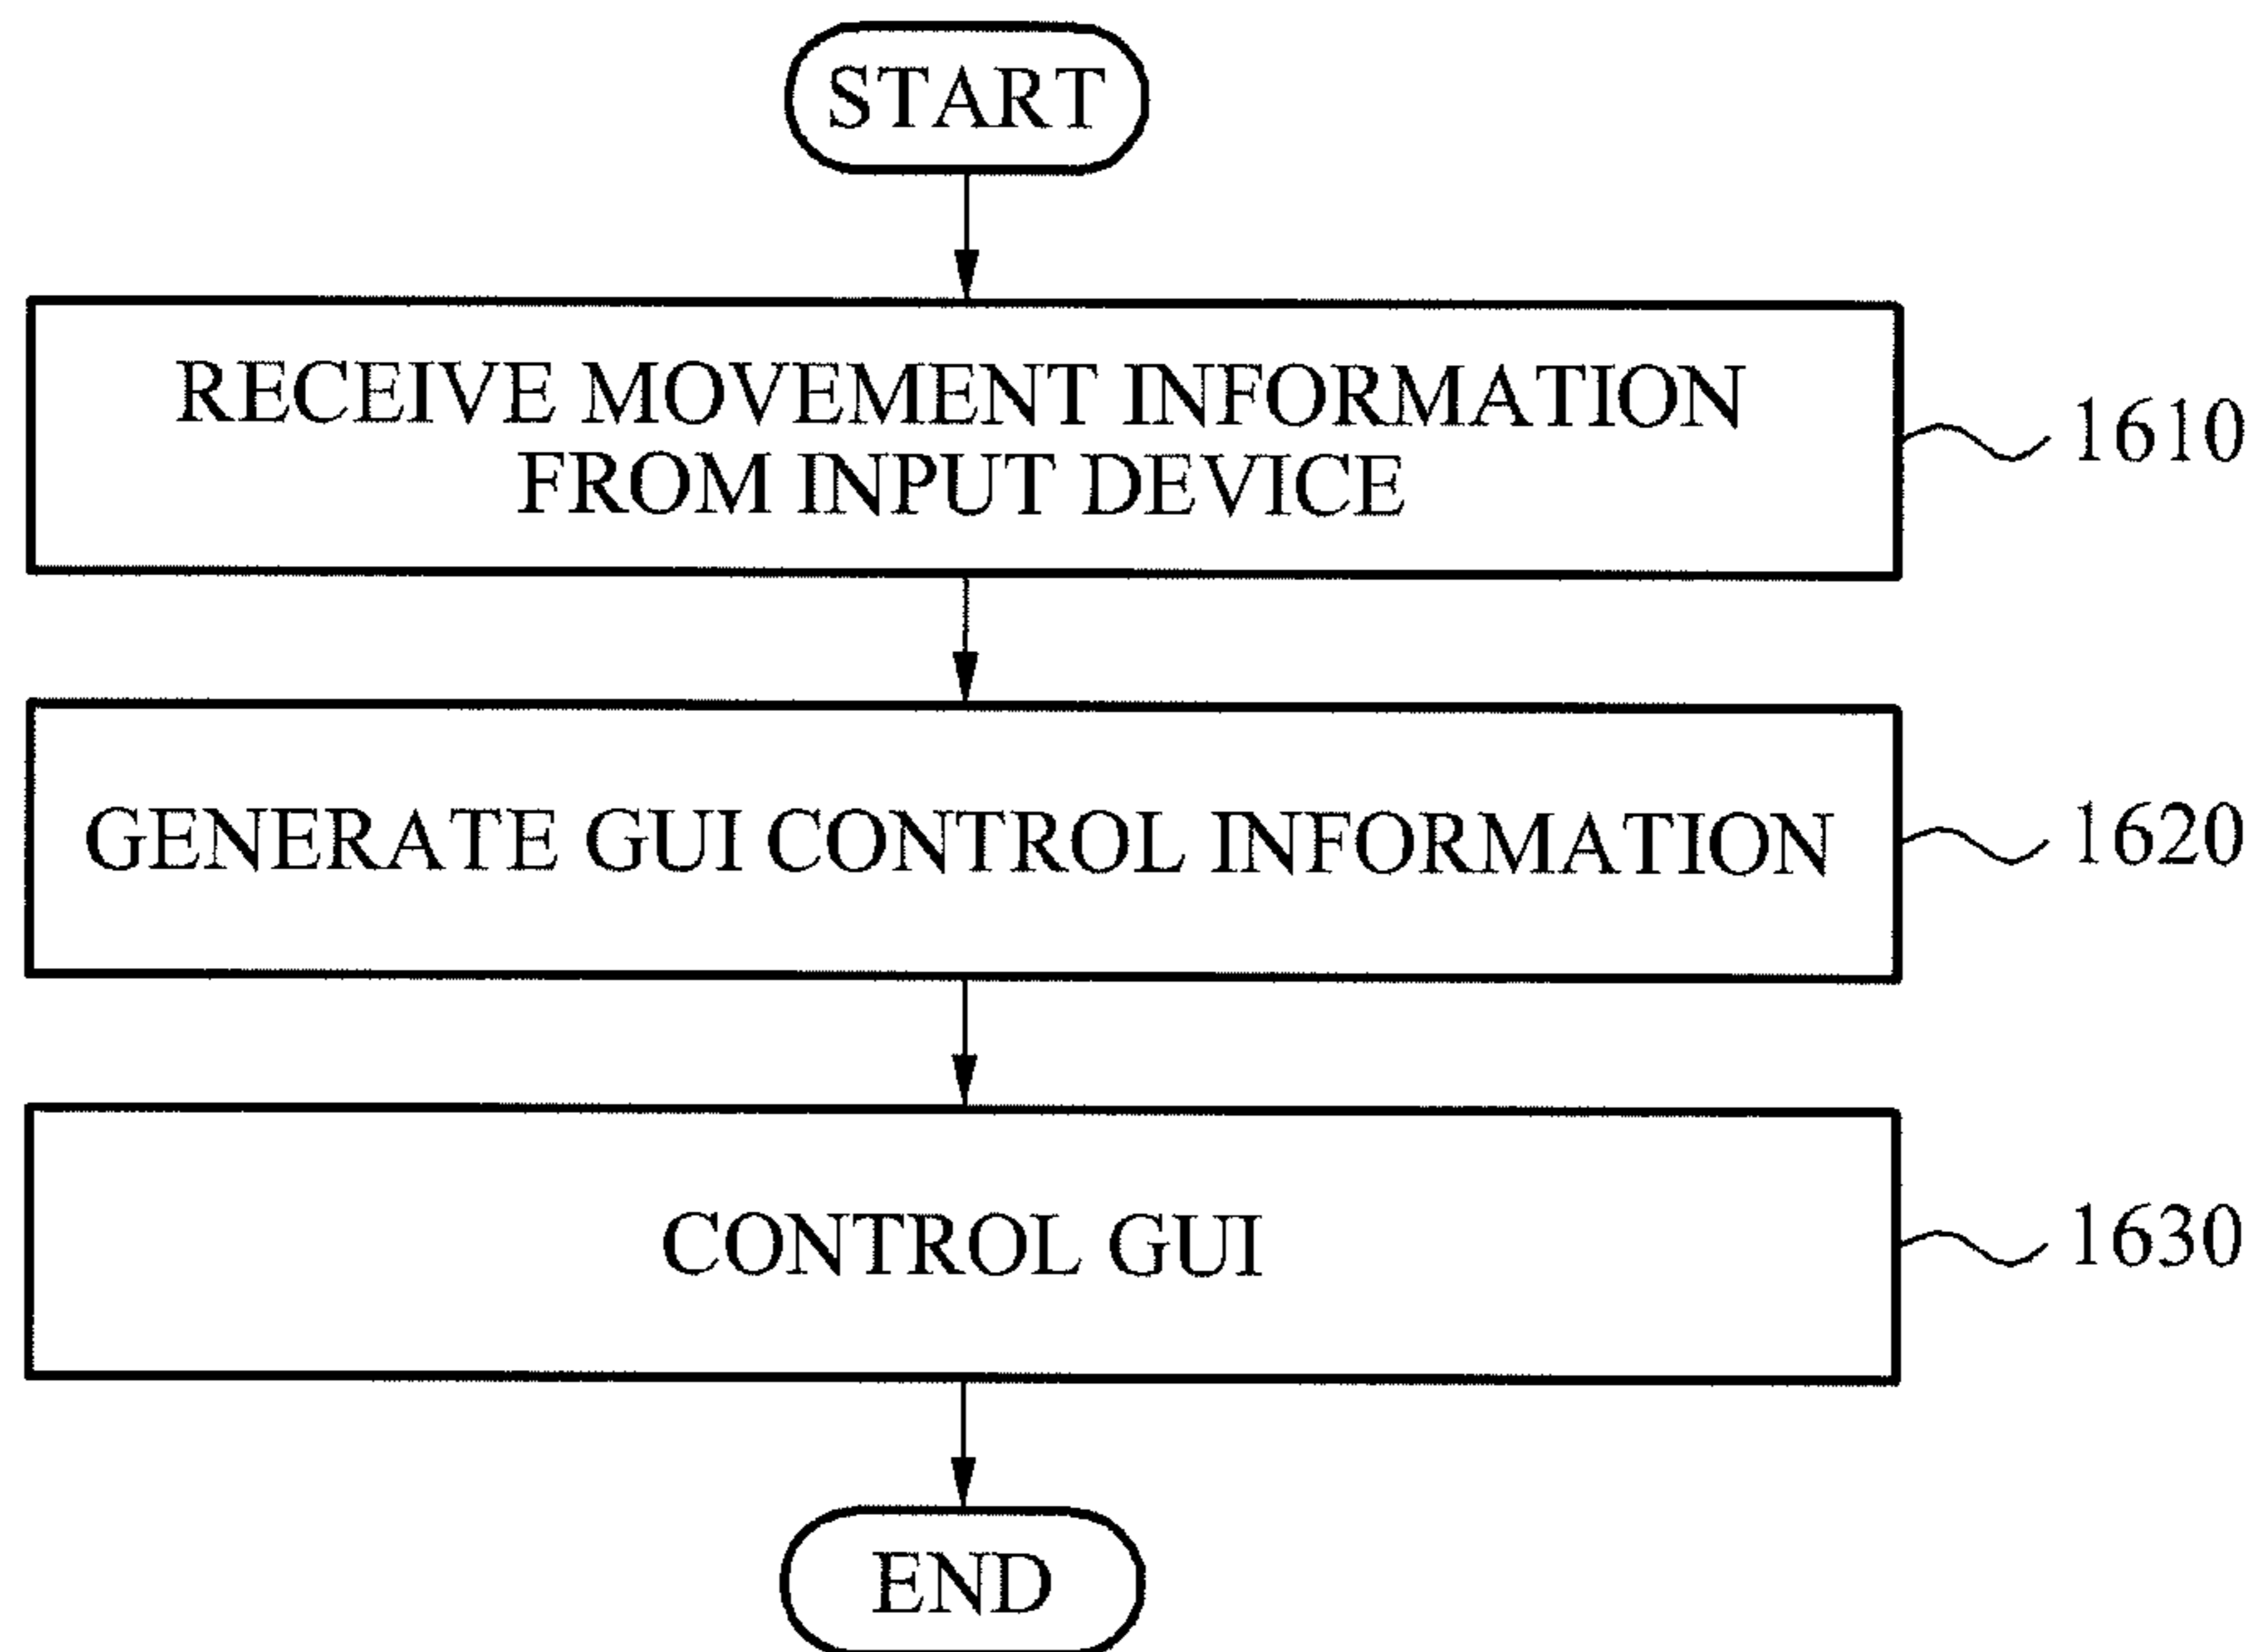 START
RECEIVE MOVEMENT INFORMATION
FROM INPUT DEVICE
1610
GENERATE GUI CONTROL INFORMATION
1620
CONTROL GUI
1630
END